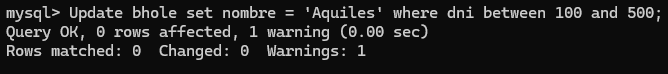 mysql> Update bhole set nombre = 'Aquiles' where dni between 100 and 500;
Query OK, 0 rows affected, 1 warning (0.00 sec)
Rows matched: 0  Changed: 0  Warnings: 1